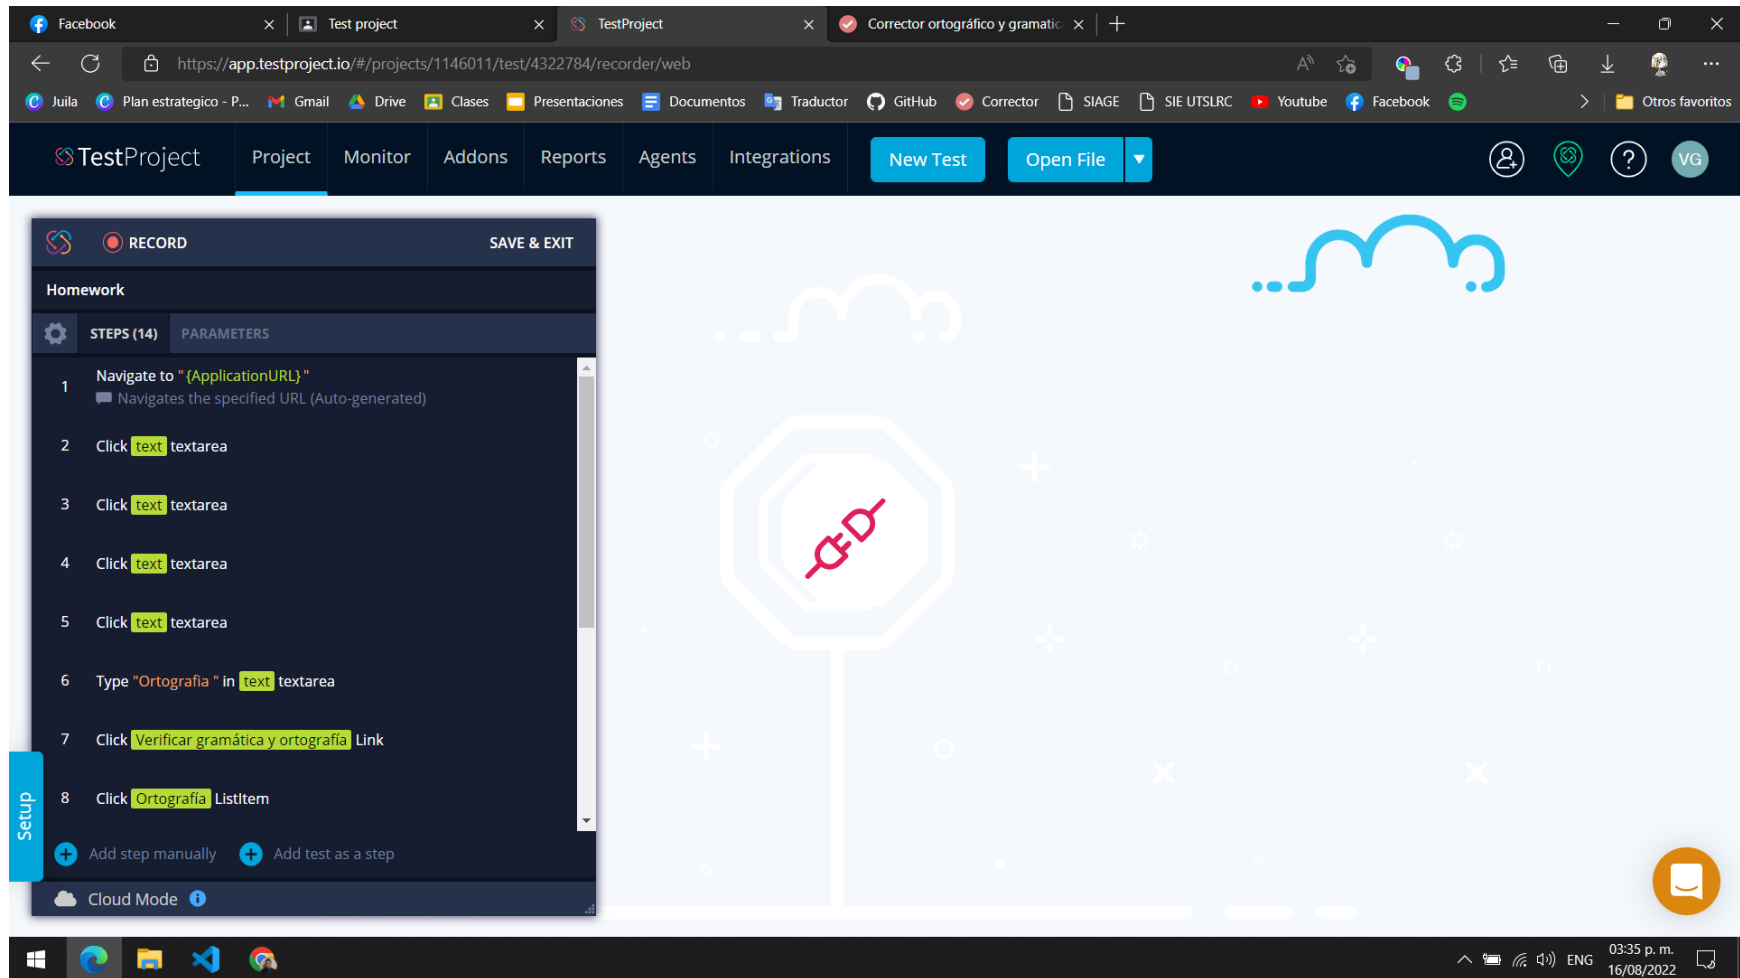 Facebook
Test project
TestProject
Corrector ortográfico y gramatic
https://app.testproject.io/#/projects/1146011/test/4322784/recorder/web
Juila
Plan estrategico - P...
Gmail
Drive
Clases
Presentaciones
Documentos
Traductor
GitHub
Corrector
SIAGE
SIE UTSLRC
Youtube
Facebook
Otros favoritos
TestProject
Project
Monitor
Addons
Reports
Agents
Integrations
New Test
Open File
VG
RECORD
SAVE & EXIT
Homework
STEPS (14)
PARAMETERS
1 Navigate to "{ApplicationURL}"
Navigates the specified URL (Auto-generated)
2 Click text textarea
3 Click text textarea
4 Click text textarea
5 Click text textarea
6 Type "Ortografia " in text textarea
7 Click Verificar gramática y ortografía Link
8 Click Ortografía ListItem
Setup
Add step manually
Add test as a step
Cloud Mode
ENG
03:35 p. m.
16/08/2022